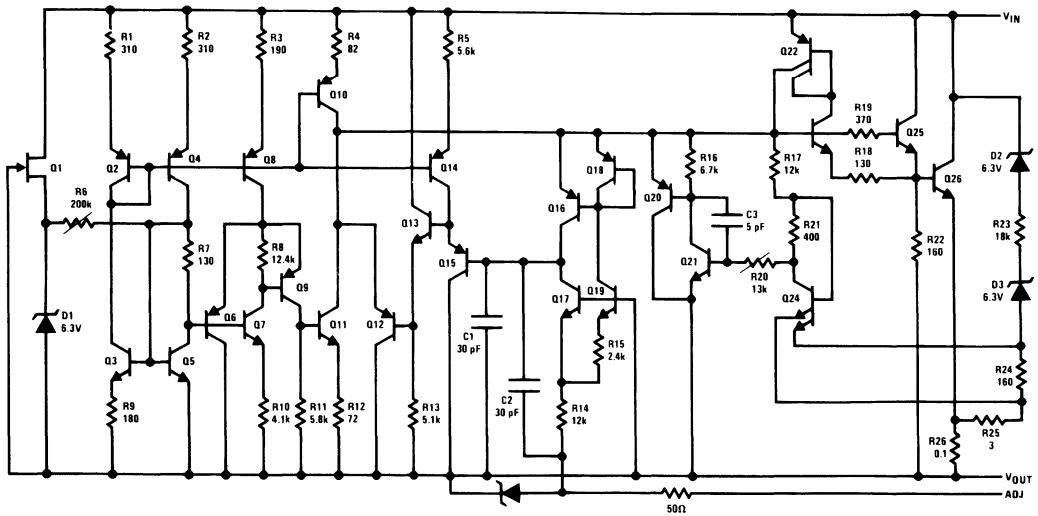 VIN
R1
310
R2
310
R3
190
R4
82
R5
5.6k
Q22
Q10
R19
370
Q25
R18
130
Q1
Q2
Q4
Q8
Q14
Q18
R16
6.7k
R17
12k
Q26
D2
6.3V
R6
200k
Q16
Q20
Q13
C3
5 pF
R21
400
R23
18k
R7
130
R8
12.4k
Q9
Q15
Q21
R20
13k
R22
160
D1
6.3V
Q6
Q7
Q11
Q12
Q17
Q19
Q24
D3
6.3V
C1
30 pF
R15
2.4k
Q3
Q5
R24
160
C2
30 pF
R9
180
R10
4.1k
R11
5.8k
R12
72
R13
5.1k
R14
12k
R26
0.1
R25
3
VOUT
ADJ
50Ω